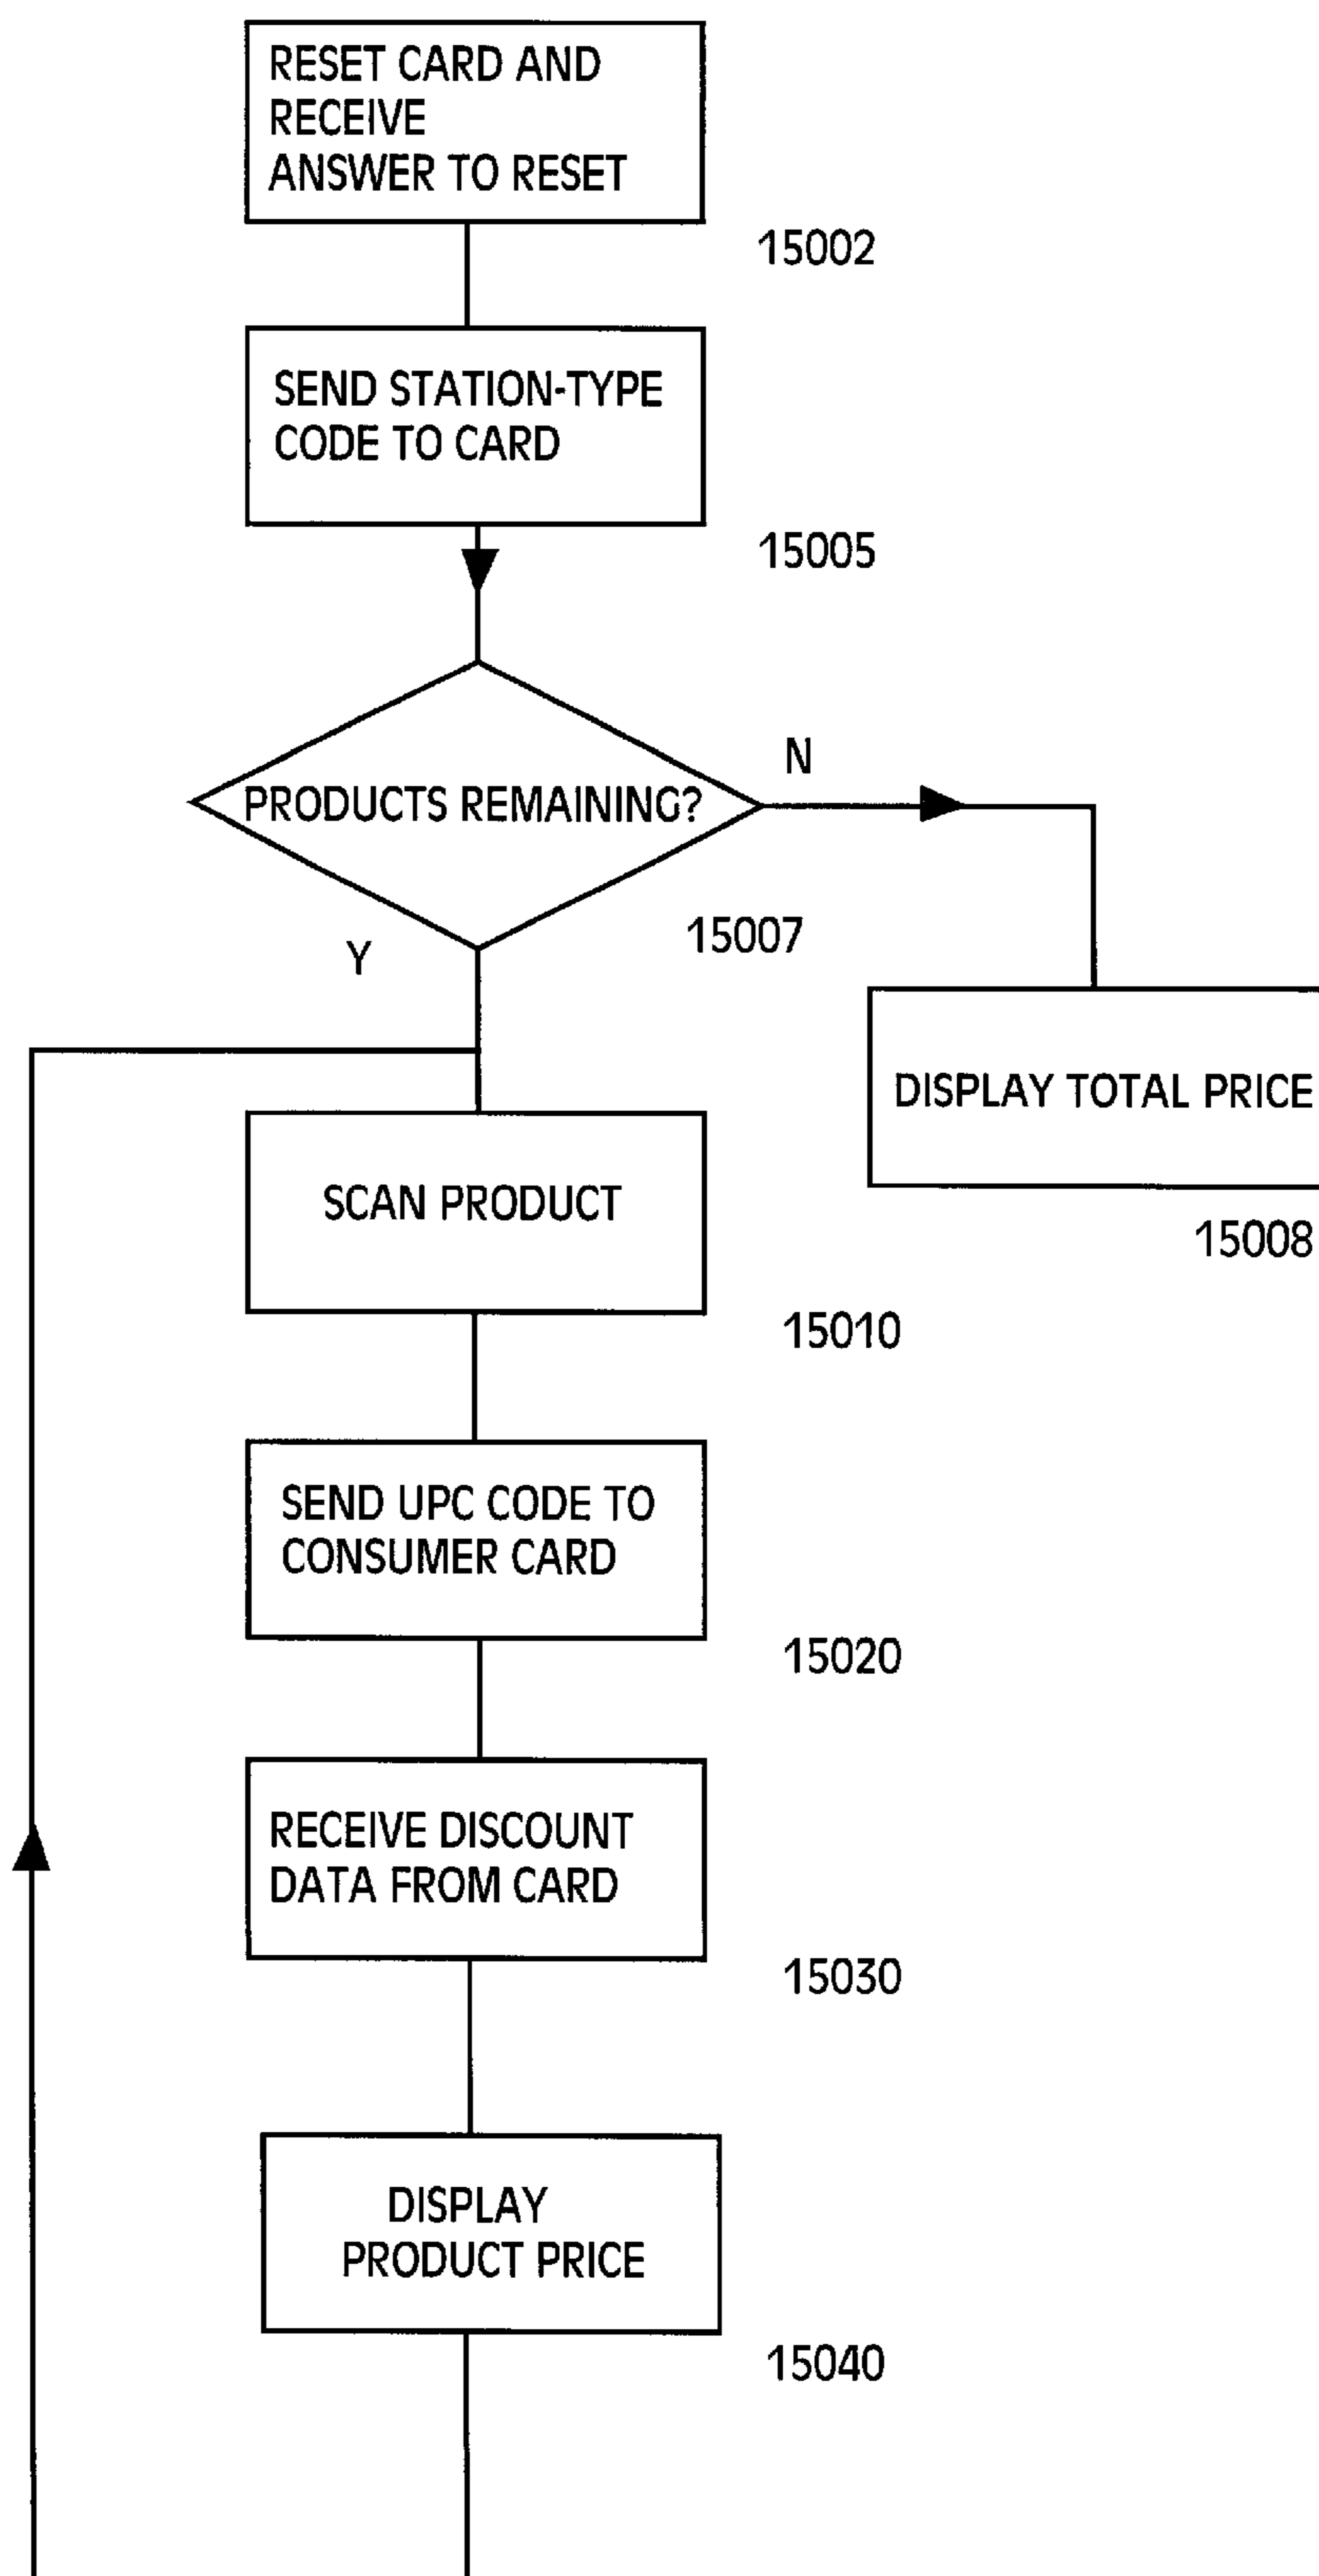 RESET CARD AND
RECEIVE
ANSWER TO RESET
15002
SEND STATION-TYPE
CODE TO CARD
15005
PRODUCTS REMAINING?
N
15007
Y
DISPLAY TOTAL PRICE
15008
SCAN PRODUCT
15010
SEND UPC CODE TO
CONSUMER CARD
15020
RECEIVE DISCOUNT
DATA FROM CARD
15030
DISPLAY
PRODUCT PRICE
15040